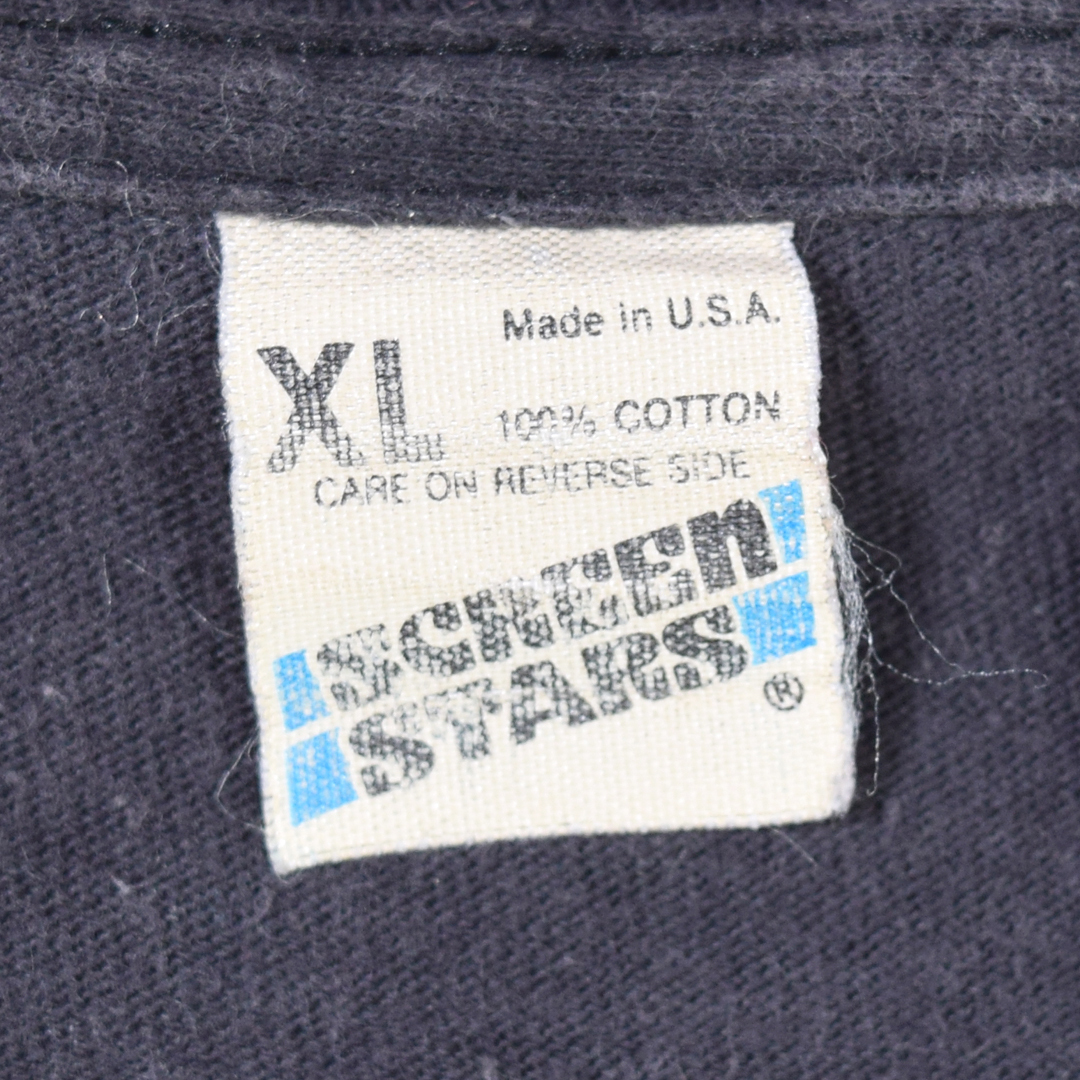 Made in U.S.A.
XL
100% COTTON
CARE ON REVERSE SIDE
SCREEN
STARS
®